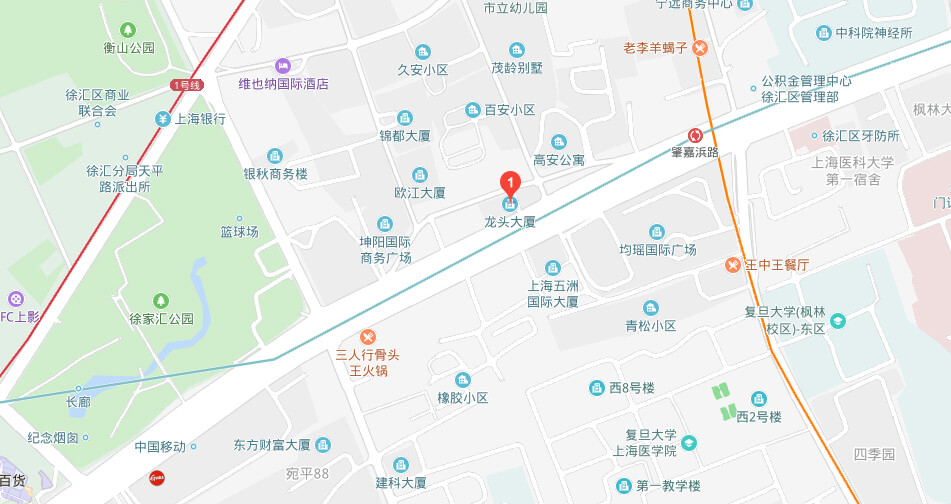 市立幼儿园
宁远商务中心
衡山公园
中科院神经所
老李羊蝎子
久安小区
茂龄别墅
1号线
维也纳国际酒店
公积金管理中心
徐汇区管理部
徐汇区商业
联合会
百安小区
枫林大
上海银行
锦都大厦
徐汇区牙防所
高安公寓
肇嘉浜路
徐汇分局天平
路派出所
银秋商务楼
上海医科大学
第一宿舍
1
欧江大厦
门诊
篮球场
龙头大厦
坤阳国际
商务广场
均瑶国际广场
王中王餐厅
上海五洲
国际大厦
FC上影
徐家汇公园
青松小区
复旦大学(枫林
校区)-东区
三人行骨头
王火锅
西8号楼
长廊
橡胶小区
西2号楼
纪念烟囱
中国移动
东方财富大厦
复旦大学
上海医学院
四季园
百货
宛平88
建科大厦
第一教学楼